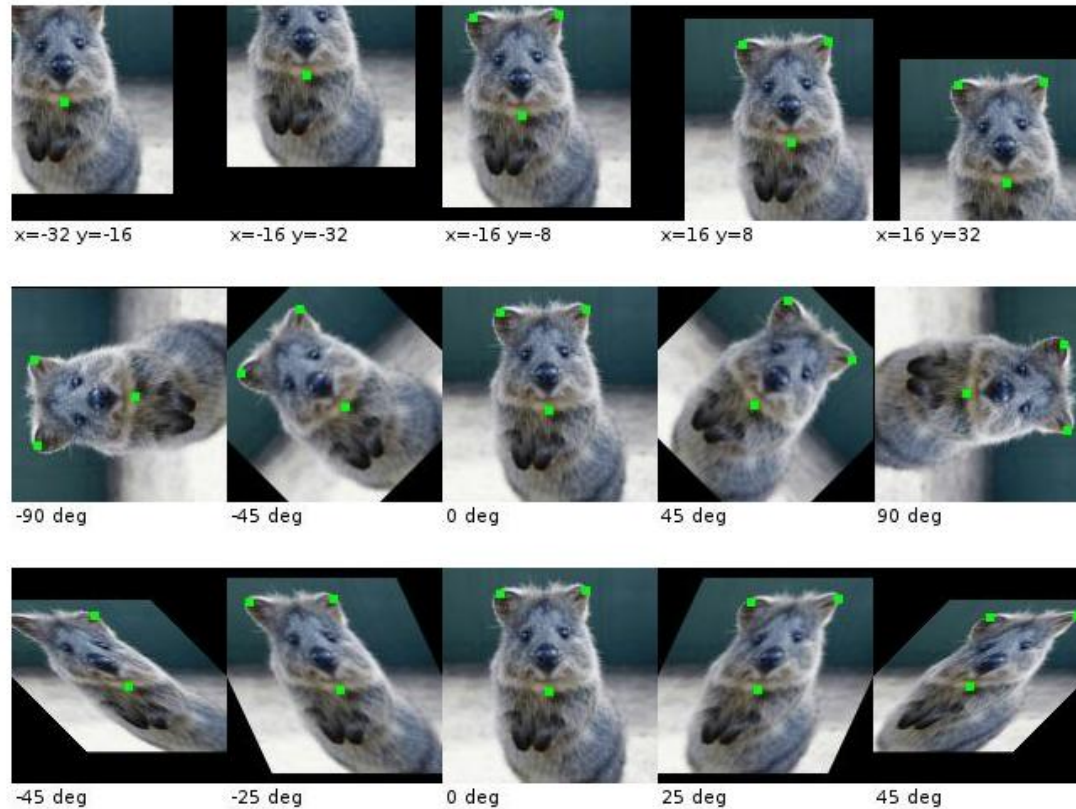 x=-32 y=-16 x=-16 y=-32 x=-16 y=-8 x=16 y=8 x=16 y=32
-90 deg -45 deg 0 deg 45 deg 90 deg
-45 deg -25 deg 0 deg 25 deg 45 deg